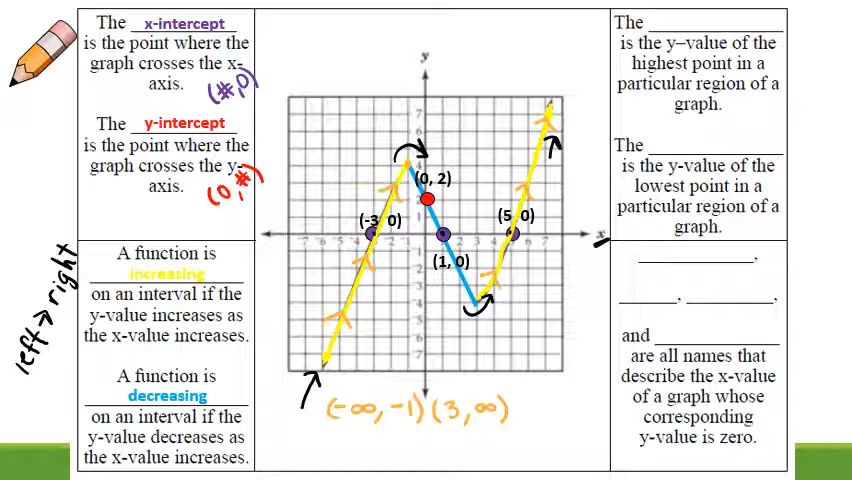 The x-intercept
is the point where the
graph crosses the x-
axis.
(#,0)
The y-intercept
is the point where the
graph crosses the y-
axis.
(0,#)
left > right
A function is
increasing
on an interval if the
y-value increases as
the x-value increases.
A function is
decreasing
on an interval if the
y-value decreases as
the x-value increases.
y
(0, 2)
(-3, 0)
(5, 0)
x
(1, 0)
(-∞, -1) (3, ∞)
The
is the y–value of the
highest point in a
particular region of a
graph.
The
is the y-value of the
lowest point in a
particular region of a
graph.
,
, ,
and
are all names that
describe the x-value
of a graph whose
corresponding
y-value is zero.